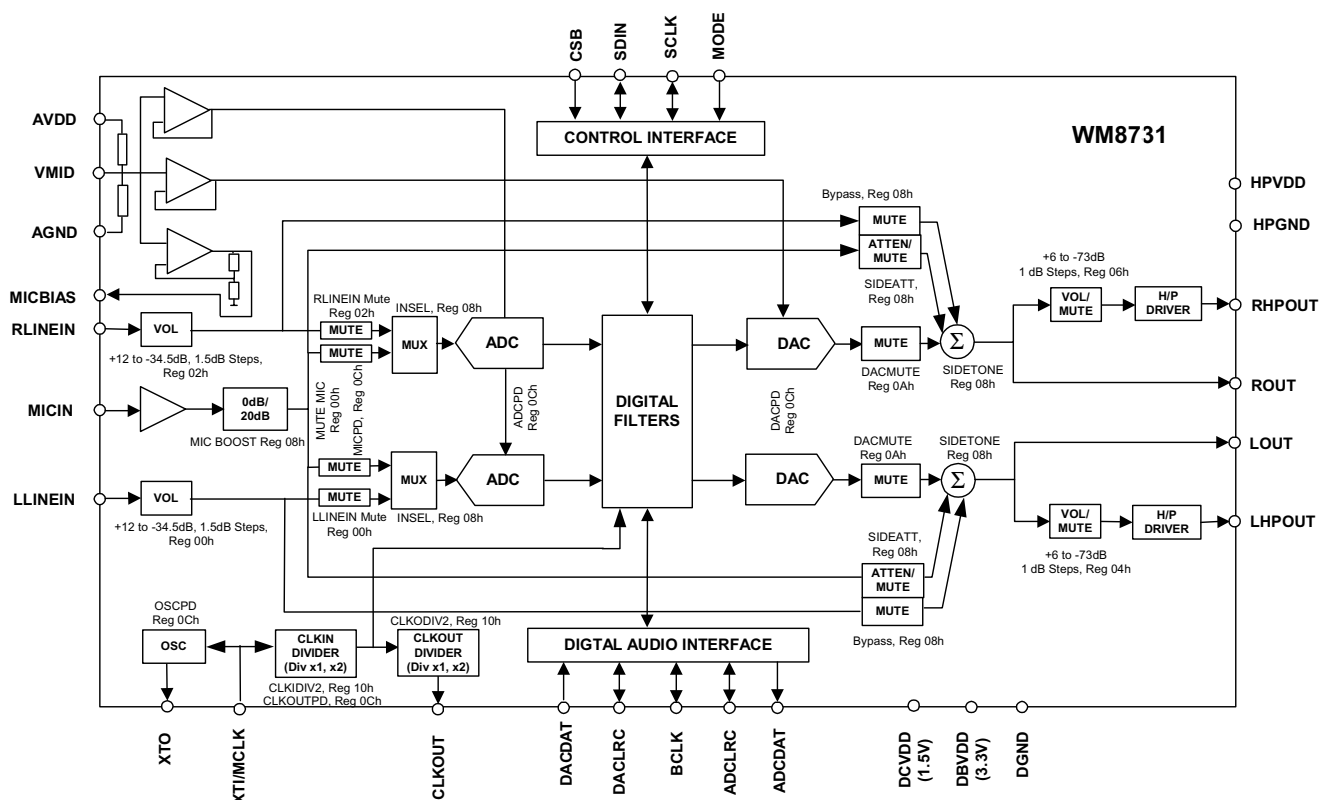 CSB
SDIN
SCLK
MODE
CONTROL INTERFACE
WM8731
AVDD
VMID
AGND
MICBIAS
RLINEIN
MICIN
LLINEIN
HPVDD
HPGND
RHPOUT
ROUT
LOUT
LHPOUT
VOL
+12 to -34.5dB, 1.5dB Steps,
Reg 02h
RLINEIN Mute
Reg 02h
MUTE
MUTE
INSEL, Reg 08h
MUX
ADC
0dB/
20dB
MIC BOOST Reg 08h
MUTE MIC
Reg 00h
MICPD, Reg 0Ch
ADCPD
Reg 0Ch
VOL
+12 to -34.5dB, 1.5dB Steps,
Reg 00h
MUTE
MUTE
LLINEIN Mute
Reg 00h
MUX
INSEL, Reg 08h
ADC
DIGITAL
FILTERS
DAC
DACPD
Reg 0Ch
DAC
Bypass, Reg 08h
MUTE
ATTEN/
MUTE
SIDEATT,
Reg 08h
MUTE
DACMUTE
Reg 0Ah
Σ
SIDETONE
Reg 08h
+6 to -73dB
1 dB Steps, Reg 06h
VOL/
MUTE
H/P
DRIVER
DACMUTE
Reg 0Ah
MUTE
SIDETONE
Reg 08h
Σ
VOL/
MUTE
H/P
DRIVER
+6 to -73dB
1 dB Steps, Reg 04h
SIDEATT,
Reg 08h
ATTEN/
MUTE
MUTE
Bypass, Reg 08h
OSCPD
Reg 0Ch
OSC
CLKIN
DIVIDER
(Div x1, x2)
CLKIDIV2, Reg 10h
CLKOUTPD, Reg 0Ch
CLKODIV2, Reg 10h
CLKOUT
DIVIDER
(Div x1, x2)
DIGTAL AUDIO INTERFACE
XTO
XTI/MCLK
CLKOUT
DACDAT
DACLRC
BCLK
ADCLRC
ADCDAT
DCVDD
(1.5V)
DBVDD
(3.3V)
DGND